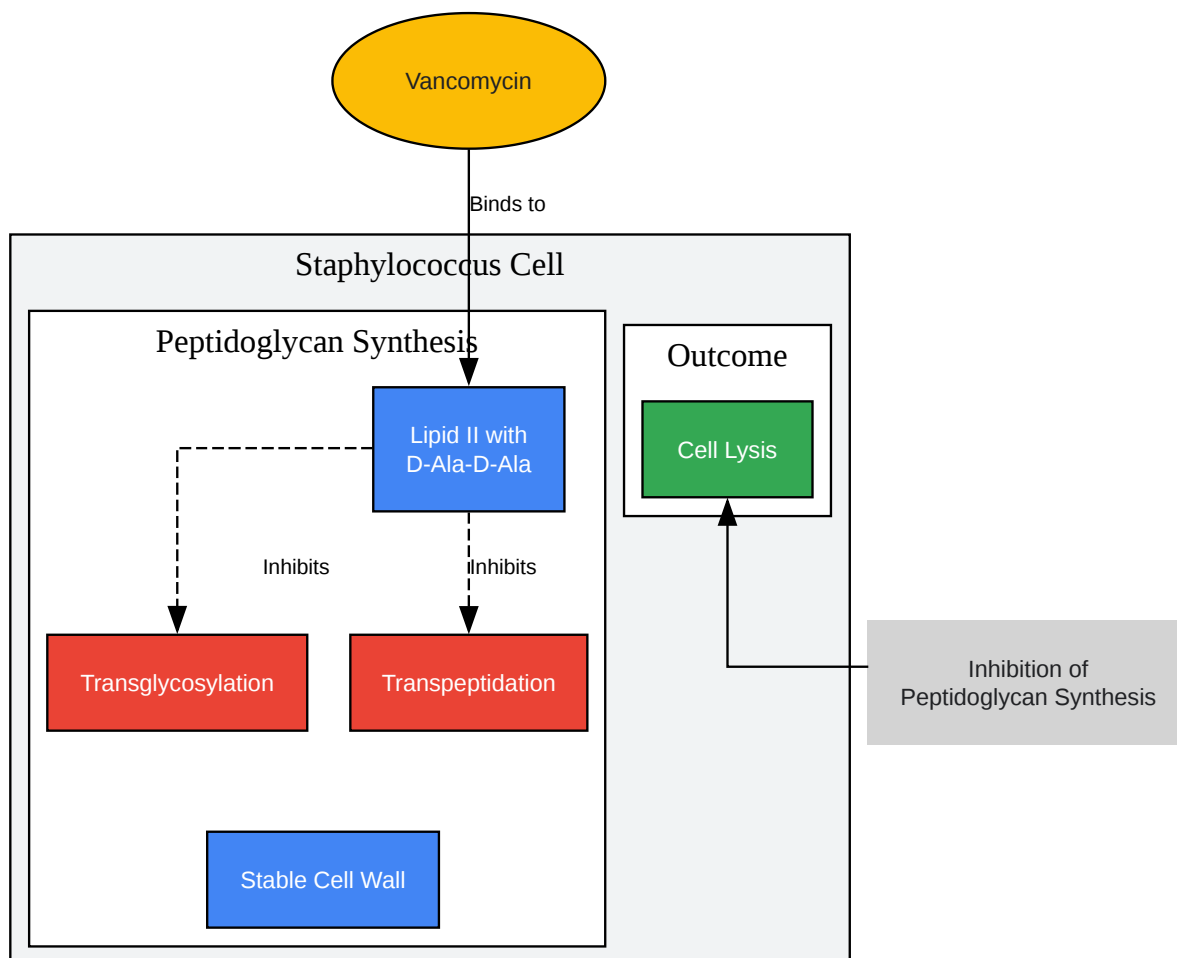 Vancomycin
Binds to
Staphylococcus Cell
Peptidoglycan Synthesis
Outcome
Lipid II with
D-Ala-D-Ala
Cell Lysis
Inhibits
Inhibits
Transglycosylation
Transpeptidation
Inhibition of
Peptidoglycan Synthesis
Stable Cell Wall